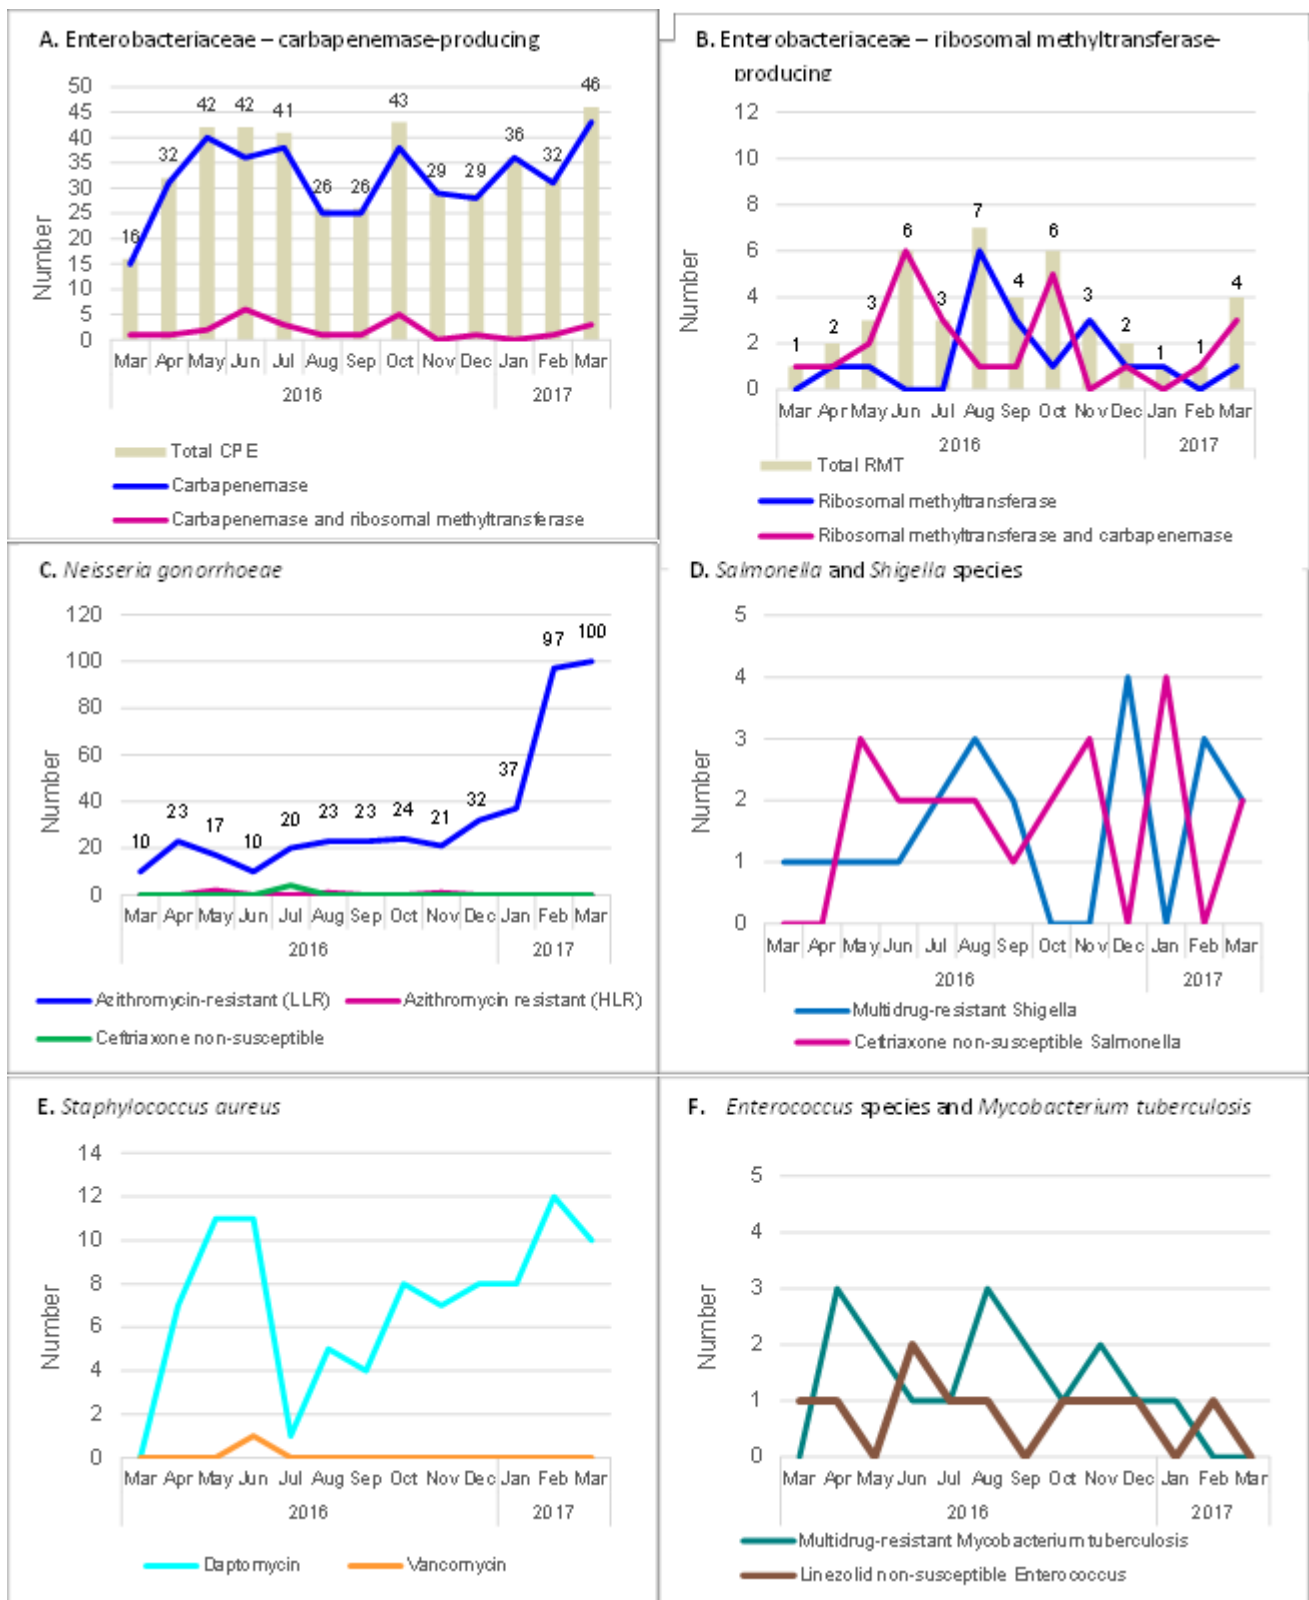 A. Enterobacteriaceae – carbapenemase-producing
50
45
40
35
30
25
20
15
10
5
0
Number
16 32 42 42 41 26 26 43 29 29 36 32 46
Mar Apr May Jun Jul Aug Sep Oct Nov Dec Jan Feb Mar
2016 2017
Total CPE
Carbapenemase
Carbapenemase and ribosomal methyltransferase
B. Enterobacteriaceae – ribosomal methyltransferase-
producing
12
10
8
6
4
2
0
Number
1 2 3 6 3 7 4 6 3 2 1 1 4
Mar Apr May Jun Jul Aug Sep Oct Nov Dec Jan Feb Mar
2016 2017
Total RMT
Ribosomal methyltransferase
Ribosomal methyltransferase and carbapenemase
C. Neisseria gonorrhoeae
120
100
80
60
40
20
0
Number
10 23 17 10 20 23 23 24 21 32 37 97 100
Mar Apr May Jun Jul Aug Sep Oct Nov Dec Jan Feb Mar
2016 2017
Azithromycin-resistant (LLR) Azithromycin resistant (HLR)
Ceftriaxone non-susceptible
D. Salmonella and Shigella species
5
4
3
2
1
0
Number
Mar Apr May Jun Jul Aug Sep Oct Nov Dec Jan Feb Mar
2016 2017
Multidrug-resistant Shigella
Ceftriaxone non-susceptible Salmonella
E. Staphylococcus aureus
14
12
10
8
6
4
2
0
Number
Mar Apr May Jun Jul Aug Sep Oct Nov Dec Jan Feb Mar
2016 2017
Daptomycin Vancomycin
F. Enterococcus species and Mycobacterium tuberculosis
5
4
3
2
1
0
Number
Mar Apr May Jun Jul Aug Sep Oct Nov Dec Jan Feb Mar
2016 2017
Multidrug-resistant Mycobacterium tuberculosis
Linezolid non-susceptible Enterococcus